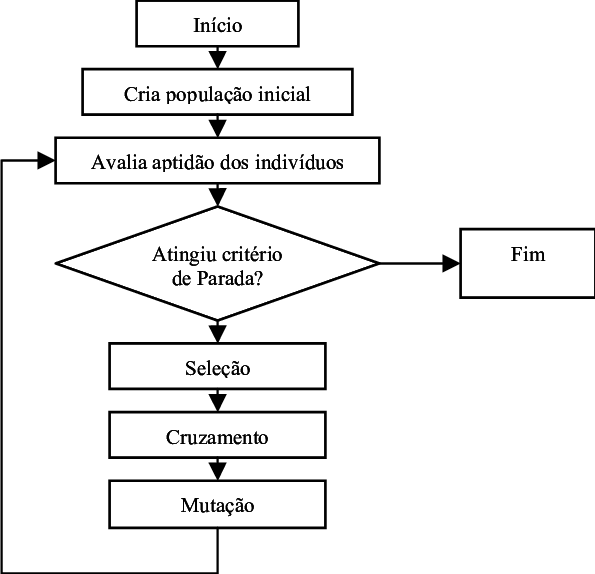 Início
Cria população inicial
Avalia aptidão dos indivíduos
Atingiu critério
de Parada?
Fim
Seleção
Cruzamento
Mutação